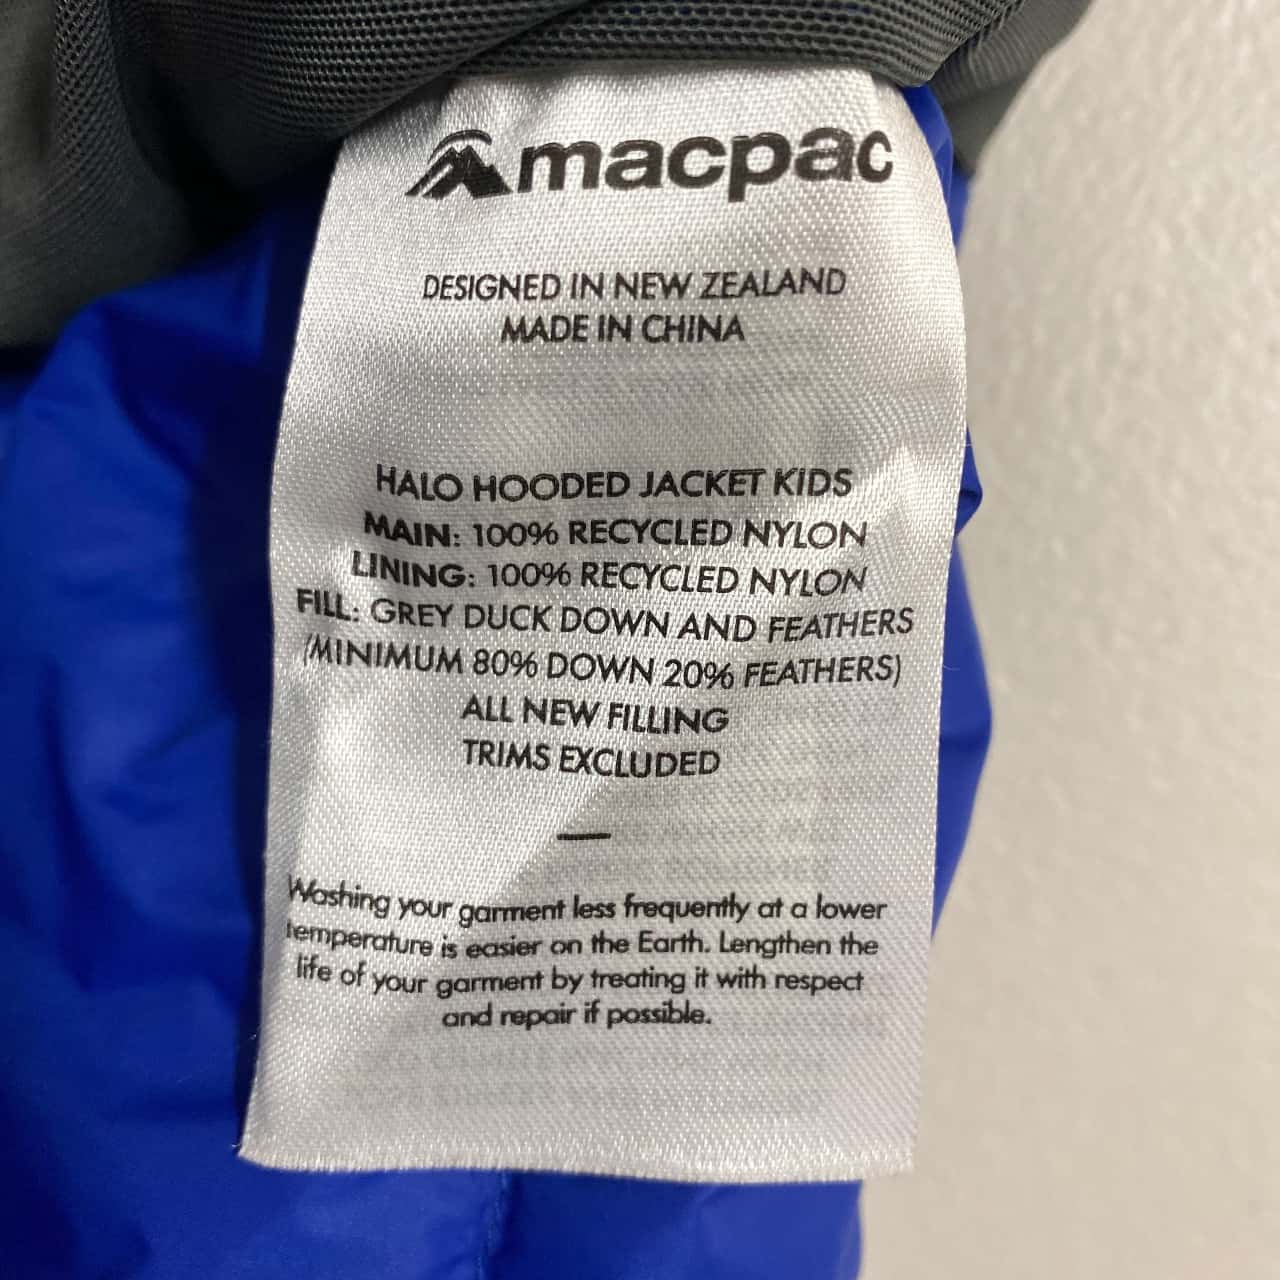 macpac
DESIGNED IN NEW ZEALAND
MADE IN CHINA
HALO HOODED JACKET KIDS
MAIN: 100% RECYCLED NYLON
LINING: 100% RECYCLED NYLON
FILL: GREY DUCK DOWN AND FEATHERS
(MINIMUM 80% DOWN 20% FEATHERS)
ALL NEW FILLING
TRIMS EXCLUDED
—
Washing your garment less frequently at a lower
temperature is easier on the Earth. Lengthen the
life of your garment by treating it with respect
and repair if possible.